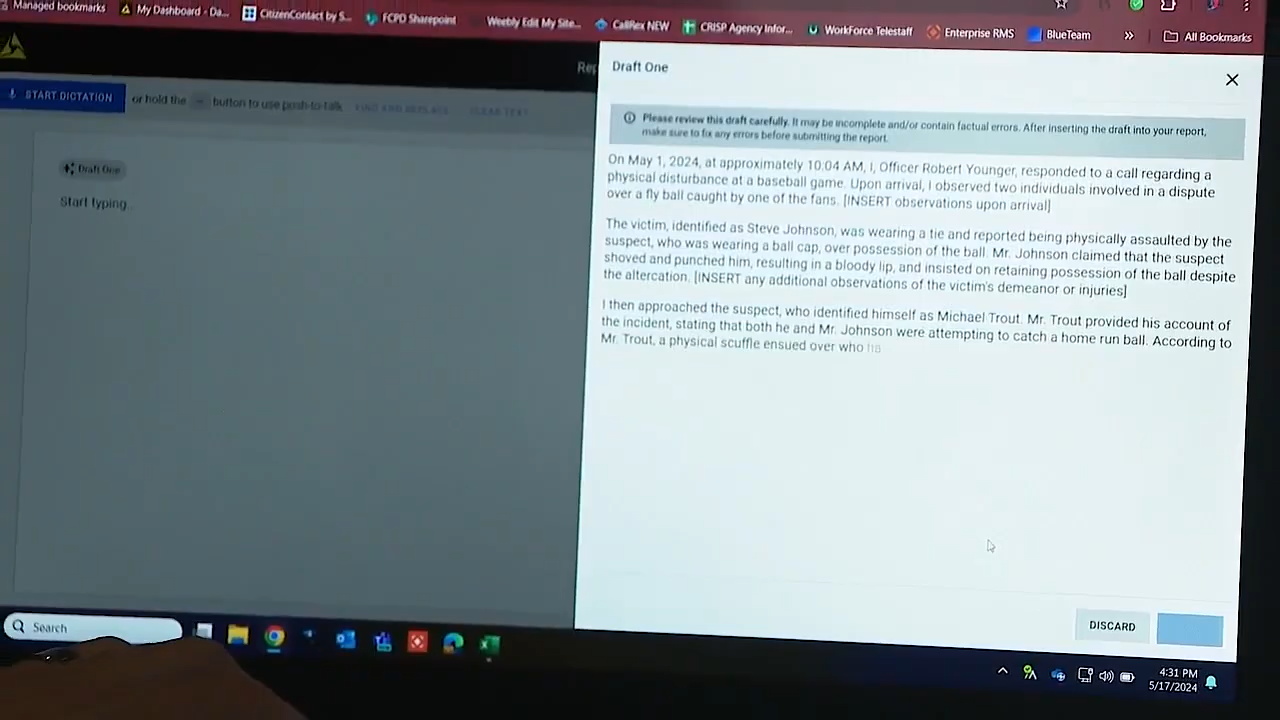 Managed bookmarks
My Dashboard - Da...
CitizenContact by S...
FCPD Sharepoint
Weebly Edit My Site...
CallRex NEW
CRISP Agency Infor...
WorkForce Telestaff
Enterprise RMS
BlueTeam
»
All Bookmarks
Rep
START DICTATION
or hold the
button to use push-to-talk.
FIND AND REPLACE
CLEAR TEXT
Draft One
Start typing
Draft One
Please review this draft carefully. It may be incomplete and/or contain factual errors. After inserting the draft into your report,
make sure to fix any errors before submitting the report.
On May 1, 2024, at approximately 10:04 AM, I, Officer Robert Younger, responded to a call regarding a
physical disturbance at a baseball game. Upon arrival, I observed two individuals involved in a dispute
over a fly ball caught by one of the fans. [INSERT observations upon arrival]
The victim, identified as Steve Johnson, was wearing a tie and reported being physically assaulted by the
suspect, who was wearing a ball cap, over possession of the ball. Mr. Johnson claimed that the suspect
shoved and punched him, resulting in a bloody lip, and insisted on retaining possession of the ball despite
the altercation. [INSERT any additional observations of the victim's demeanor or injuries]
I then approached the suspect, who identified himself as Michael Trout. Mr. Trout provided his account of
the incident, stating that both he and Mr. Johnson were attempting to catch a home run ball. According to
Mr. Trout, a physical scuffle ensued over who ha
DISCARD
Search
4:31 PM
5/17/2024